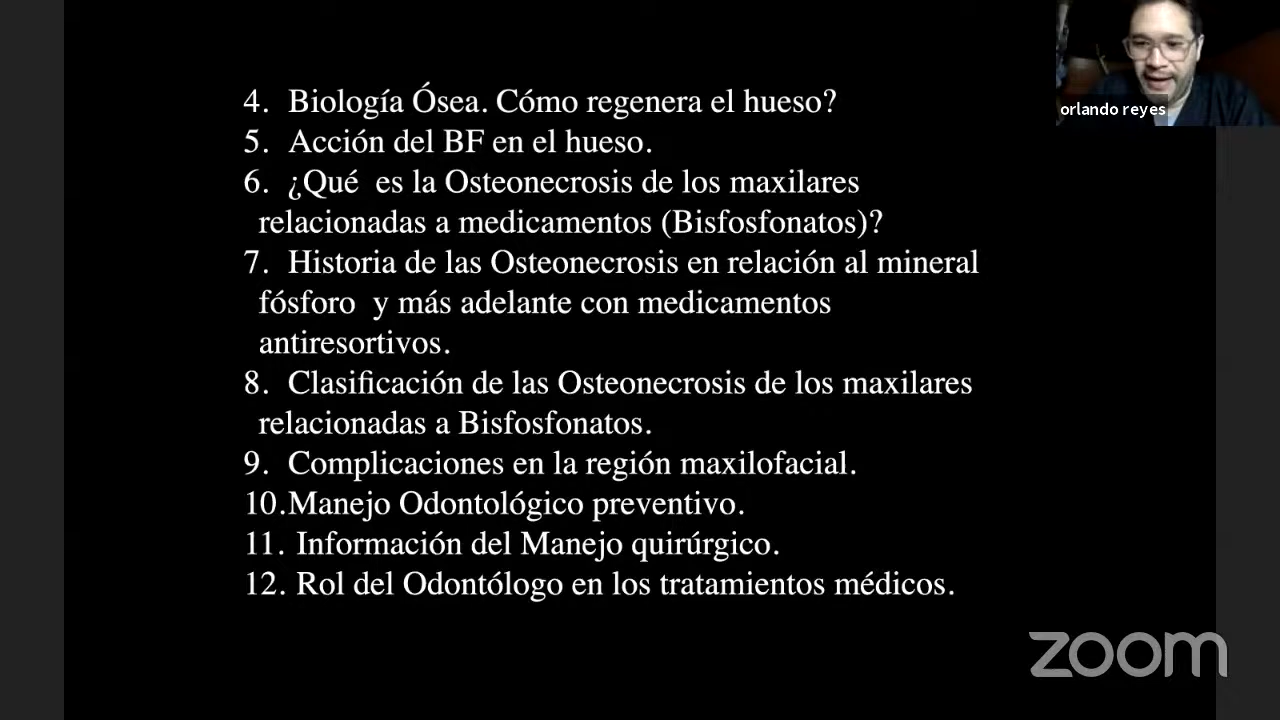 orlando reyes
4. Biología Ósea. Cómo regenera el hueso?
5. Acción del BF en el hueso.
6. ¿Qué es la Osteonecrosis de los maxilares
relacionadas a medicamentos (Bisfosfonatos)?
7. Historia de las Osteonecrosis en relación al mineral
fósforo y más adelante con medicamentos
antiresortivos.
8. Clasificación de las Osteonecrosis de los maxilares
relacionadas a Bisfosfonatos.
9. Complicaciones en la región maxilofacial.
10.Manejo Odontológico preventivo.
11. Información del Manejo quirúrgico.
12. Rol del Odontólogo en los tratamientos médicos.
zoom